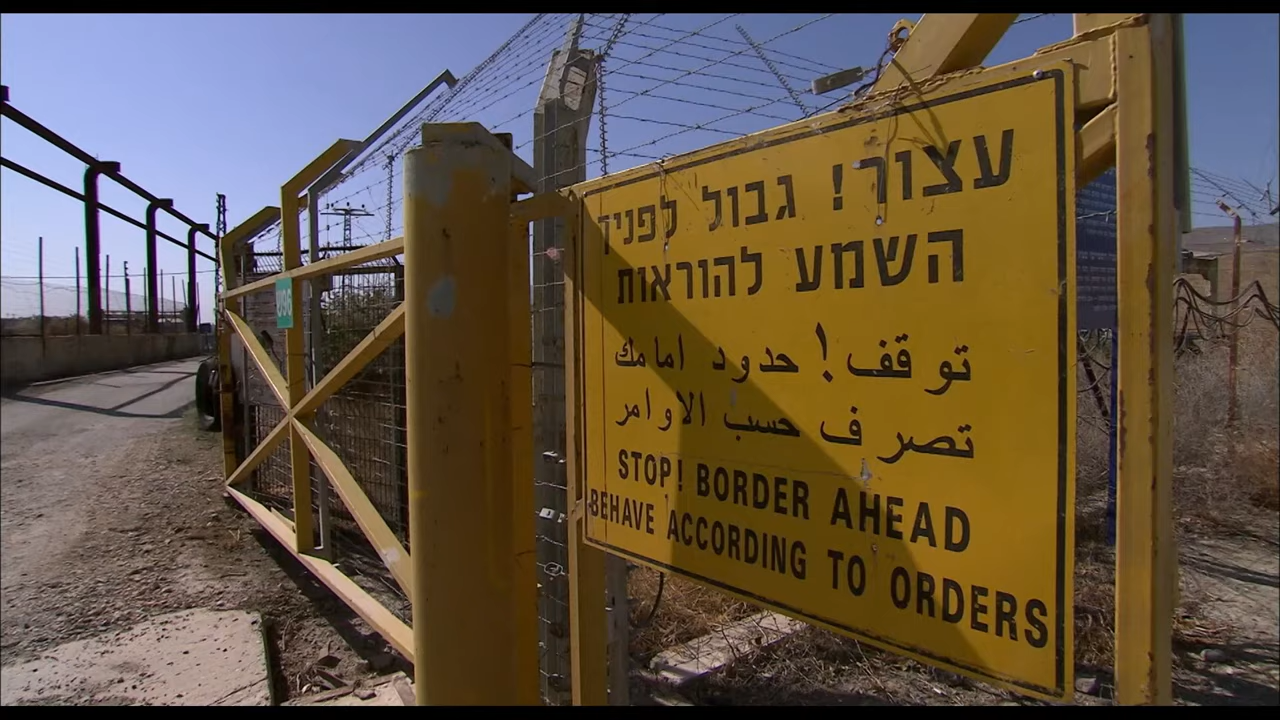 עצור! גבול לפניך
השמע להוראות
توقف! حدود امامك
تصرف حسب الاوامر
STOP! BORDER AHEAD
BEHAVE ACCORDING TO ORDERS